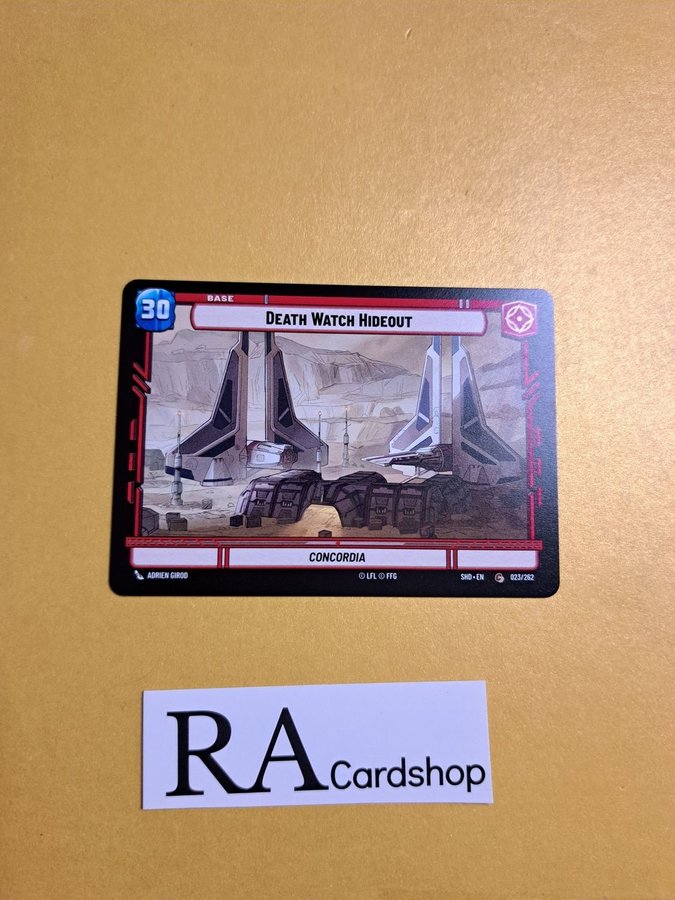 BASE
30
DEATH WATCH HIDEOUT
CONCORDIA
ADRIEN GIROD
© LFL © FFG
SHD • EN C 023/262
RA Cardshop